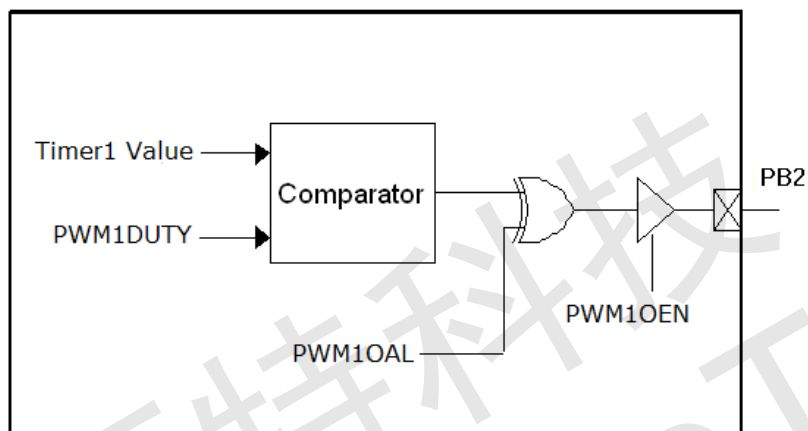 Timer1 Value
Comparator
PB2
PWM1DUTY
PWM1OEN
PWM1OAL
特科技